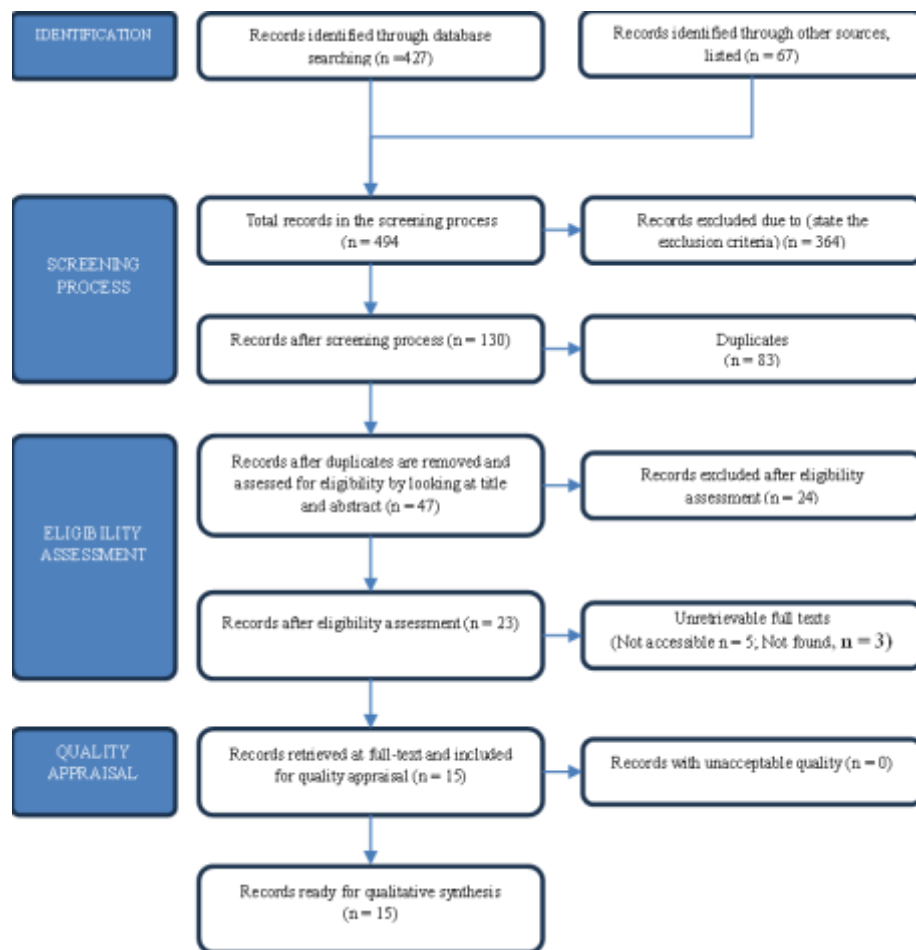 IDENTIFICATION
Records identified through database
searching (n =427)
Records identified through other sources,
listed (n = 67)
SCREENING
PROCESS
Total records in the screening process
(n = 494
Records excluded due to (state the
exclusion criteria) (n = 364)
Records after screening process (n = 130)
Duplicates
(n = 83)
ELIGIBILITY
ASSESSMENT
Records after duplicates are removed and
assessed for eligibility by looking at title
and abstract (n = 47)
Records excluded after eligibility
assessment (n = 24)
Records after eligibility assessment (n = 23)
Unretrievable full texts
(Not accessible n = 5; Not found, n = 3)
QUALITY
APPRAISAL
Records retrieved at full-text and included
for quality appraisal (n = 15)
Records with unacceptable quality (n = 0)
Records ready for qualitative synthesis
(n = 15)